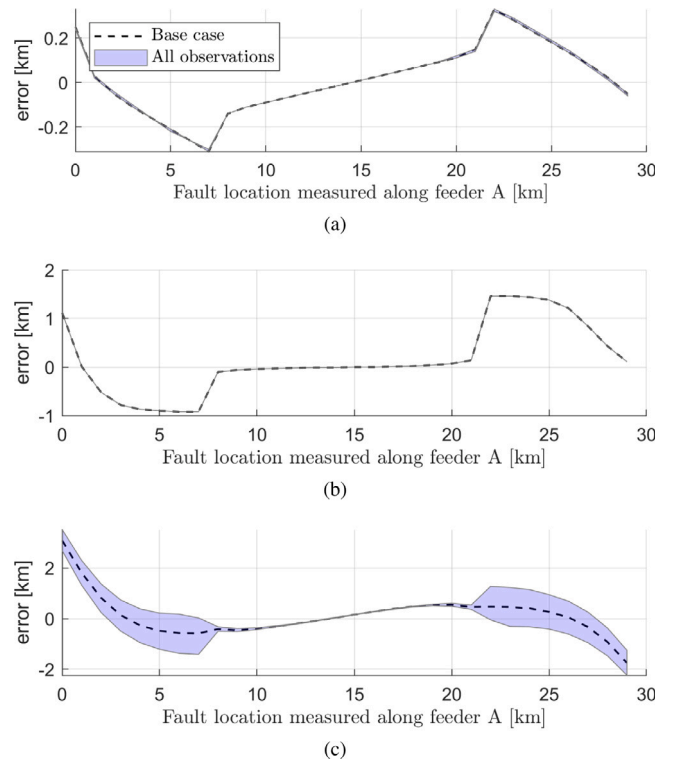 0.2
0
-0.2
error [km]
Base case
All observations
0 5 10 15 20 25 30
Fault location measured along feeder A [km]
(a)
2
1
0
-1
error [km]
0 5 10 15 20 25 30
Fault location measured along feeder A [km]
(b)
2
0
-2
error [km]
0 5 10 15 20 25 30
Fault location measured along feeder A [km]
(c)